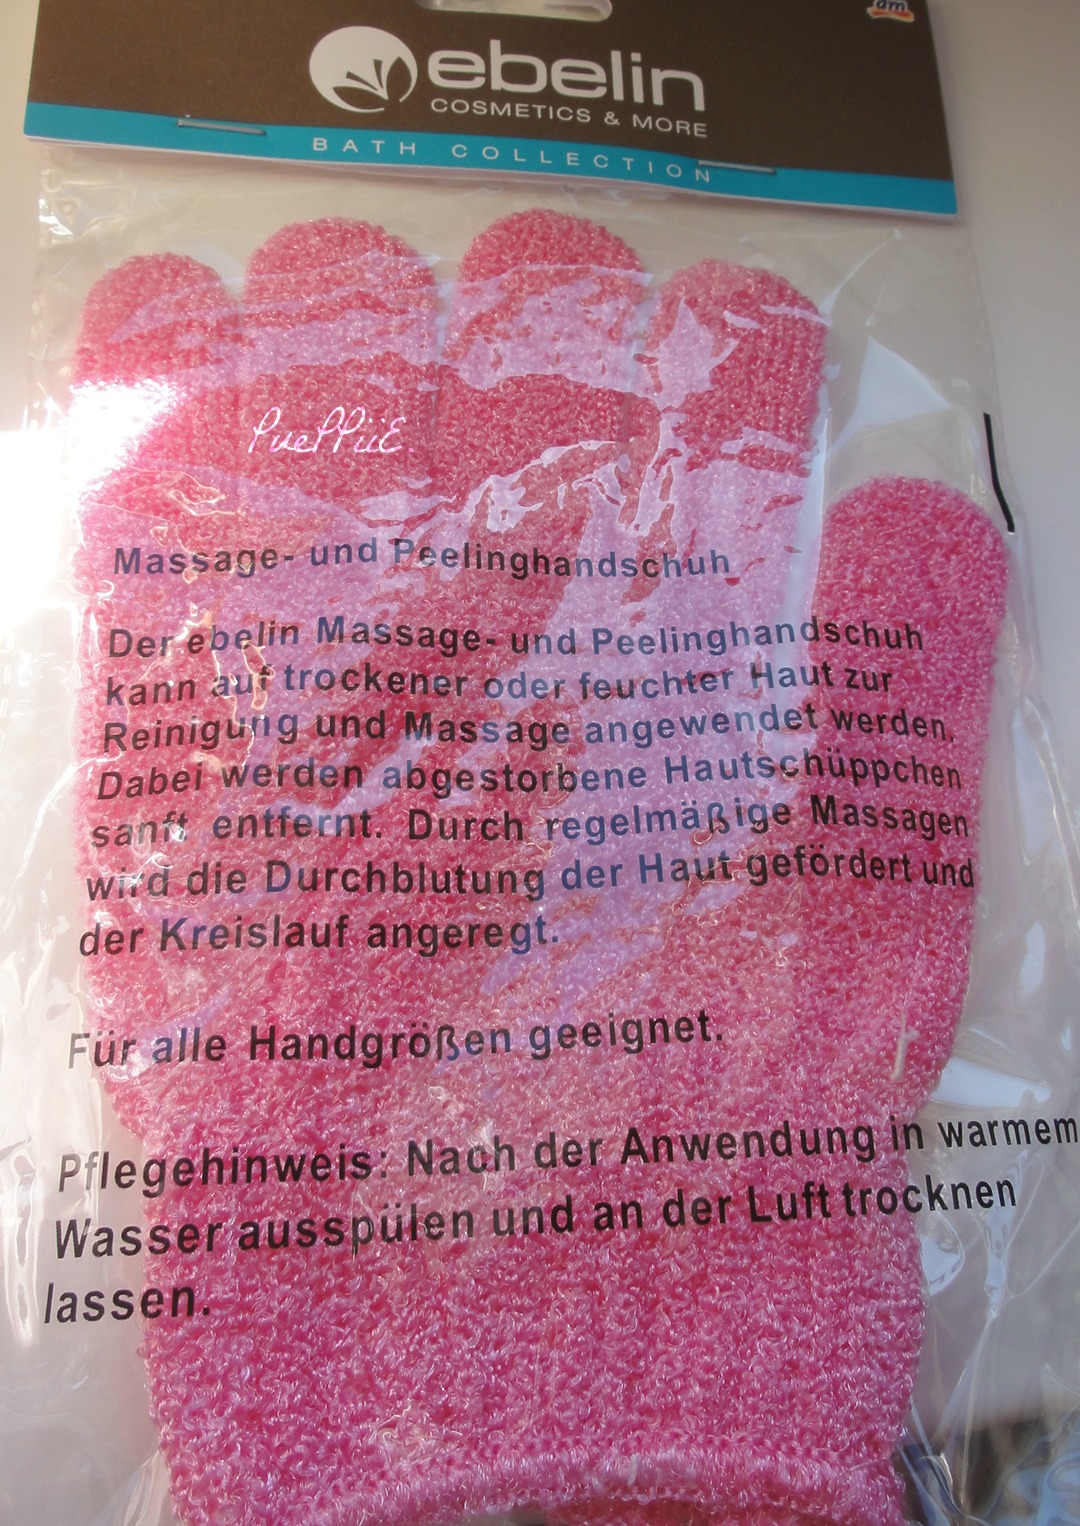 dm
ebelin
COSMETICS & MORE
BATH COLLECTION
PuePPiiE.
Massage- und Peelinghandschuh
Der ebelin Massage- und Peelinghandschuh
kann auf trockener oder feuchter Haut zur
Reinigung und Massage angewendet werden.
Dabei werden abgestorbene Hautschüppchen
sanft entfernt. Durch regelmäßige Massagen
wird die Durchblutung der Haut gefördert und
der Kreislauf angeregt.
Für alle Handgrößen geeignet.
Pflegehinweis: Nach der Anwendung in warmem
Wasser ausspülen und an der Luft trocknen
lassen.